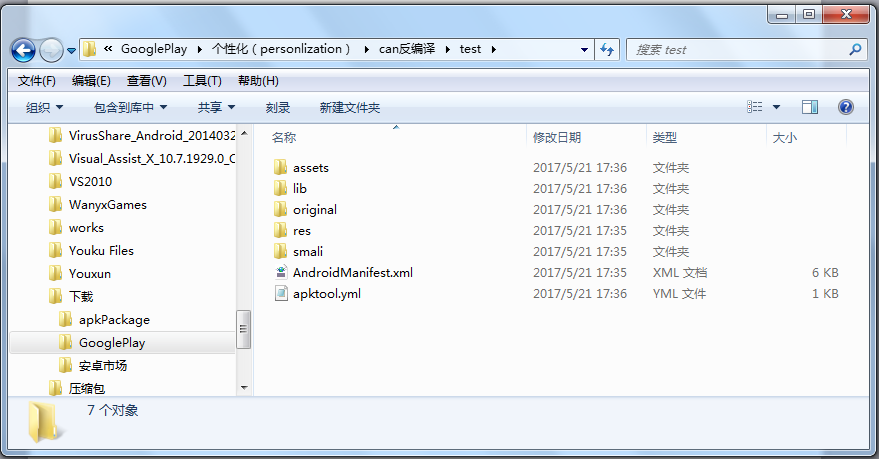 « GooglePlay 个性化（personlization） can反编译 test
搜索 test
文件(F) 编辑(E) 查看(V) 工具(T) 帮助(H)
组织 包含到库中 共享 刻录 新建文件夹
VirusShare_Android_2014032
Visual_Assist_X_10.7.1929.0_C
VS2010
WanyxGames
works
Youku Files
Youxun
下载
apkPackage
GooglePlay
安卓市场
压缩包
名称 修改日期 类型 大小
assets 2017/5/21 17:36 文件夹
lib 2017/5/21 17:36 文件夹
original 2017/5/21 17:36 文件夹
res 2017/5/21 17:35 文件夹
smali 2017/5/21 17:35 文件夹
AndroidManifest.xml 2017/5/21 17:35 XML 文档 6 KB
apktool.yml 2017/5/21 17:36 YML 文件 1 KB
7 个对象